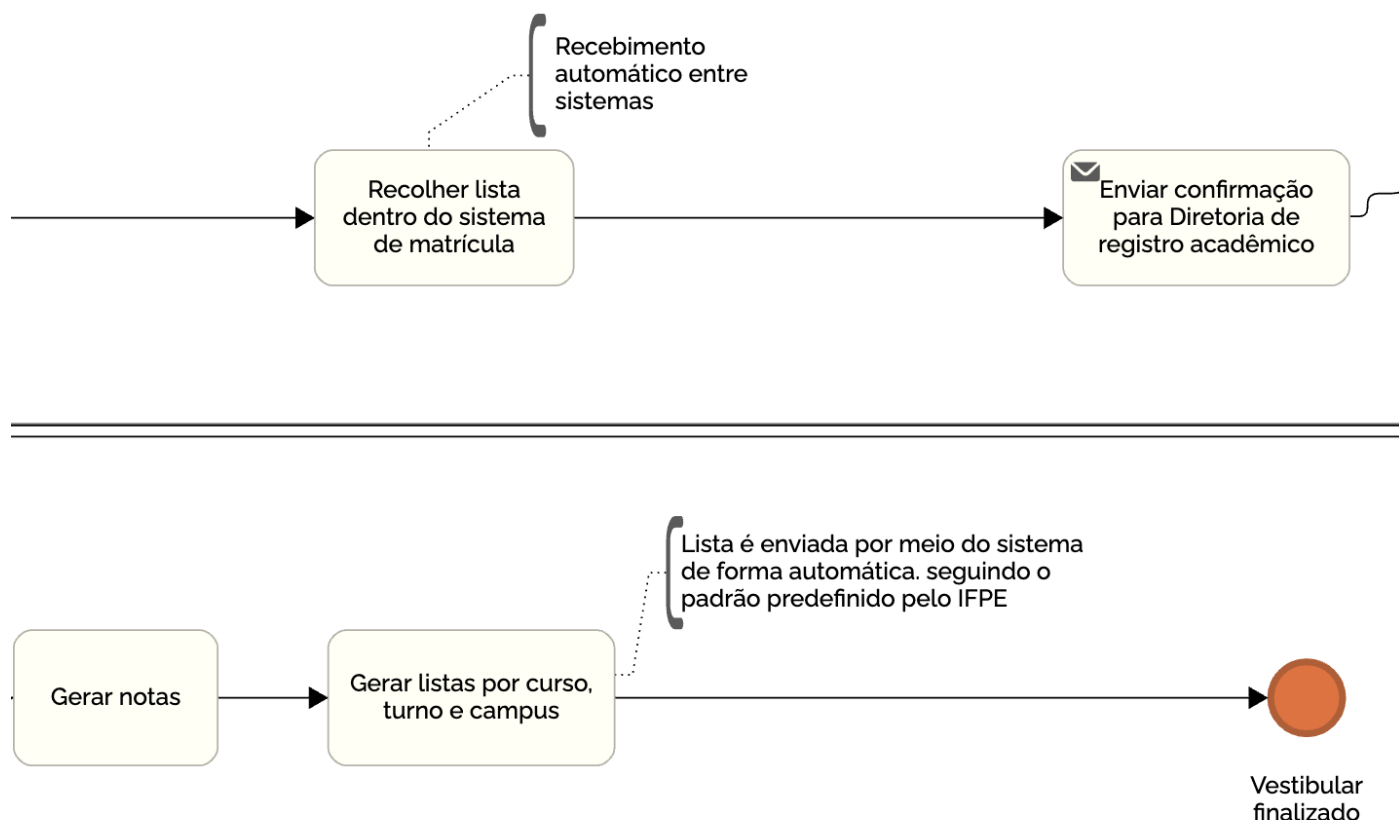 Recebimento
automático entre
sistemas
Recolher lista
dentro do sistema
de matrícula
Enviar confirmação
para Diretoria de
registro acadêmico
Lista é enviada por meio do sistema
de forma automática. seguindo o
padrão predefinido pelo IFPE
Gerar notas
Gerar listas por curso,
turno e campus
Vestibular
finalizado